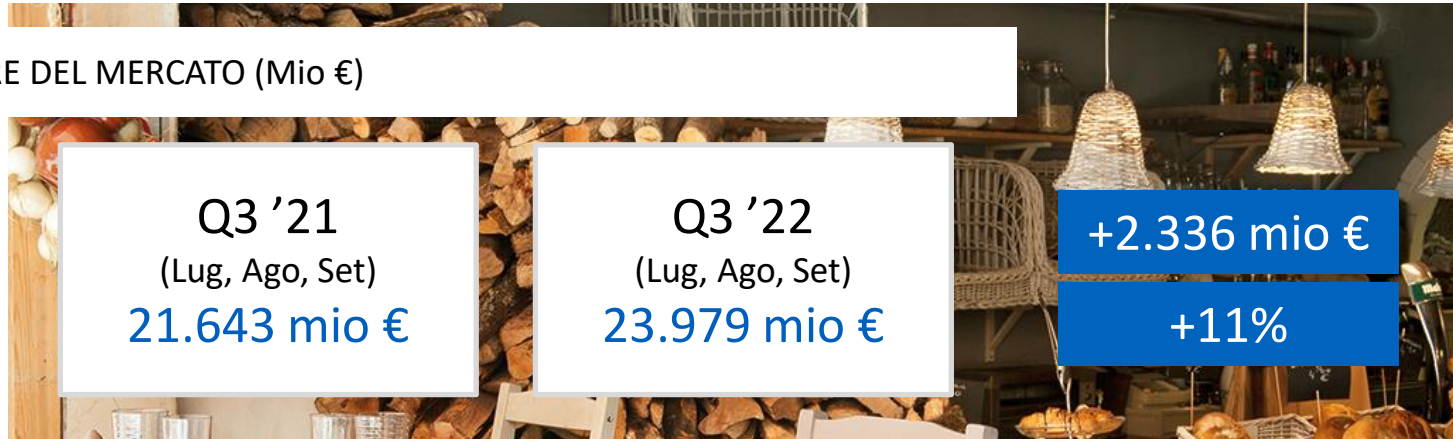 RE DEL MERCATO (Mio €)
Q3 ’21
(Lug, Ago, Set)
21.643 mio €
Q3 ’22
(Lug, Ago, Set)
23.979 mio €
+2.336 mio €
+11%